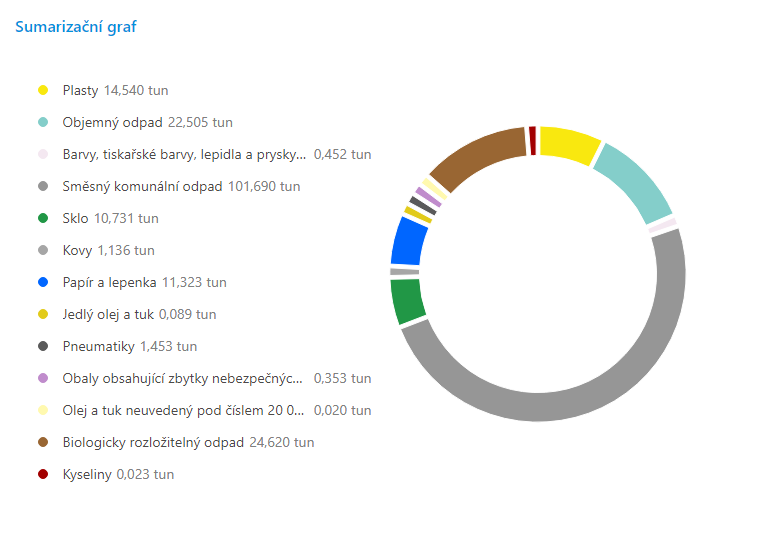 Sumarizační graf
Plasty 14,540 tun
Objemný odpad 22,505 tun
Barvy, tiskařské barvy, lepidla a prysky... 0,452 tun
Směsný komunální odpad 101,690 tun
Sklo 10,731 tun
Kovy 1,136 tun
Papír a lepenka 11,323 tun
Jedlý olej a tuk 0,089 tun
Pneumatiky 1,453 tun
Obaly obsahující zbytky nebezpečnýc... 0,353 tun
Olej a tuk neuvedený pod číslem 20 0... 0,020 tun
Biologicky rozložitelný odpad 24,620 tun
Kyseliny 0,023 tun